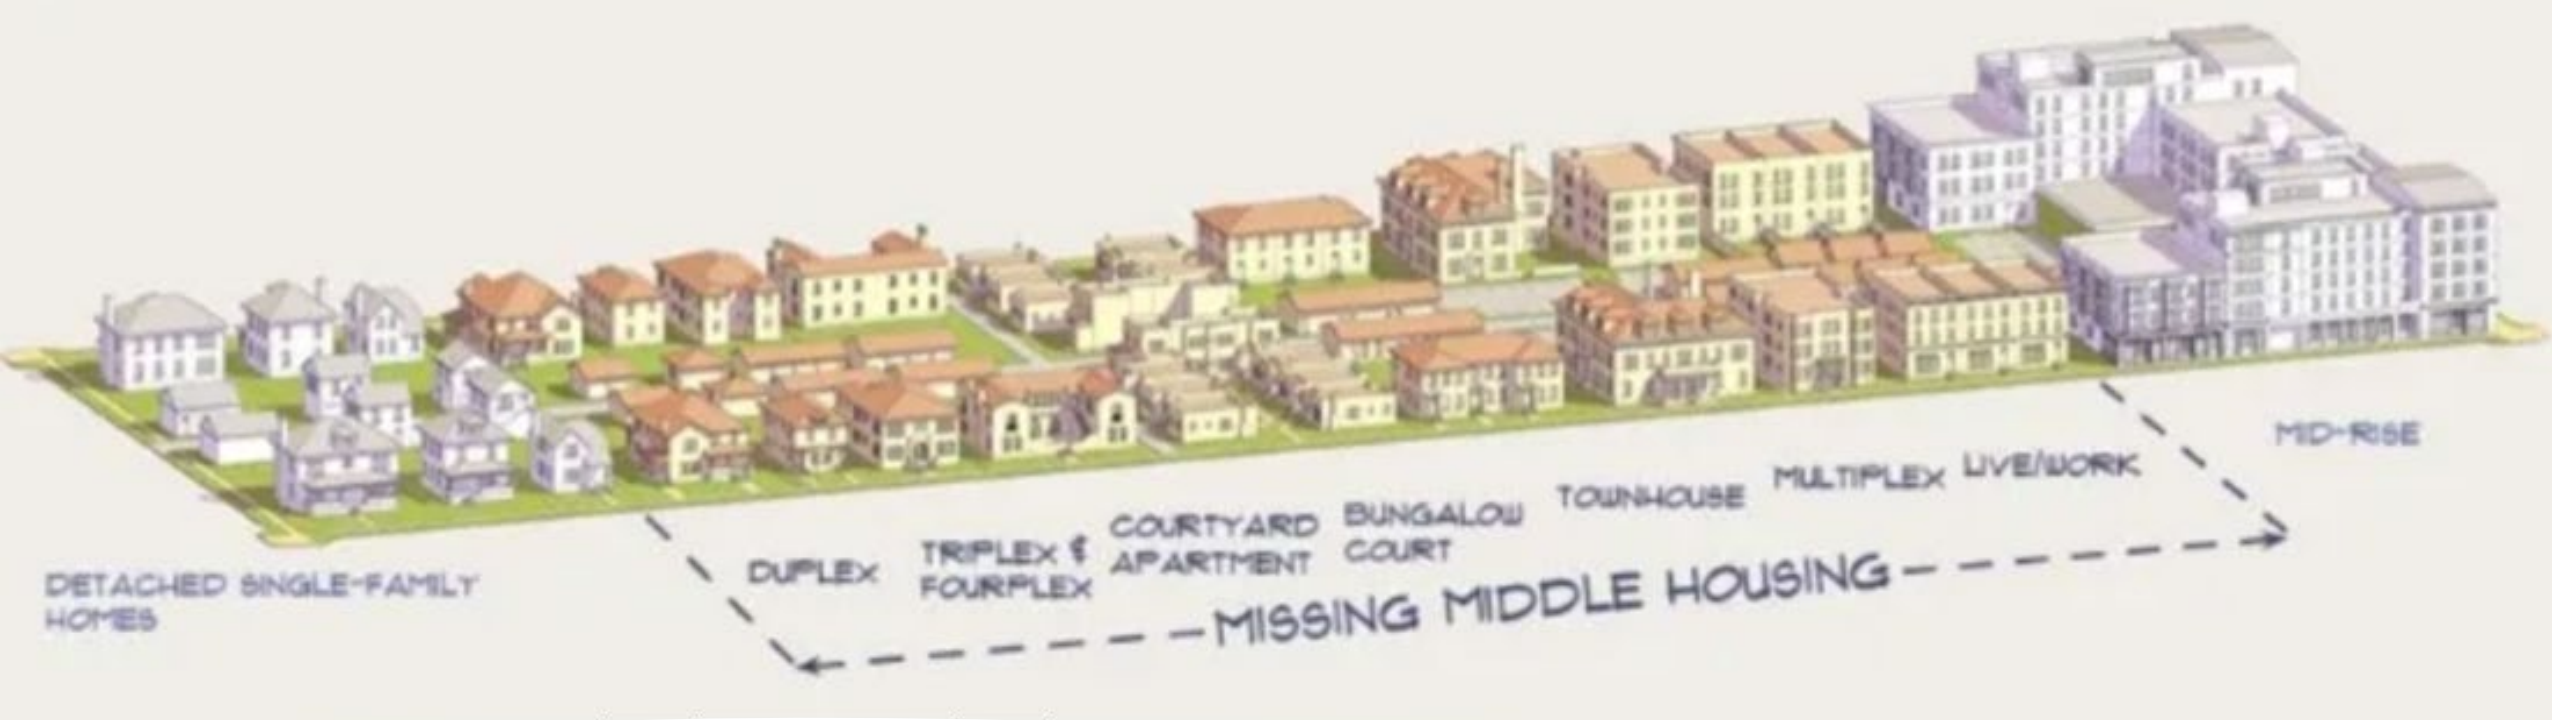 DETACHED SINGLE-FAMILY
HOMES
DUPLEX
TRIPLEX &
FOURPLEX
COURTYARD
APARTMENT
BUNGALOW
COURT
TOWNHOUSE
MULTIPLEX
LIVE/WORK
MID-RISE
MISSING MIDDLE HOUSING